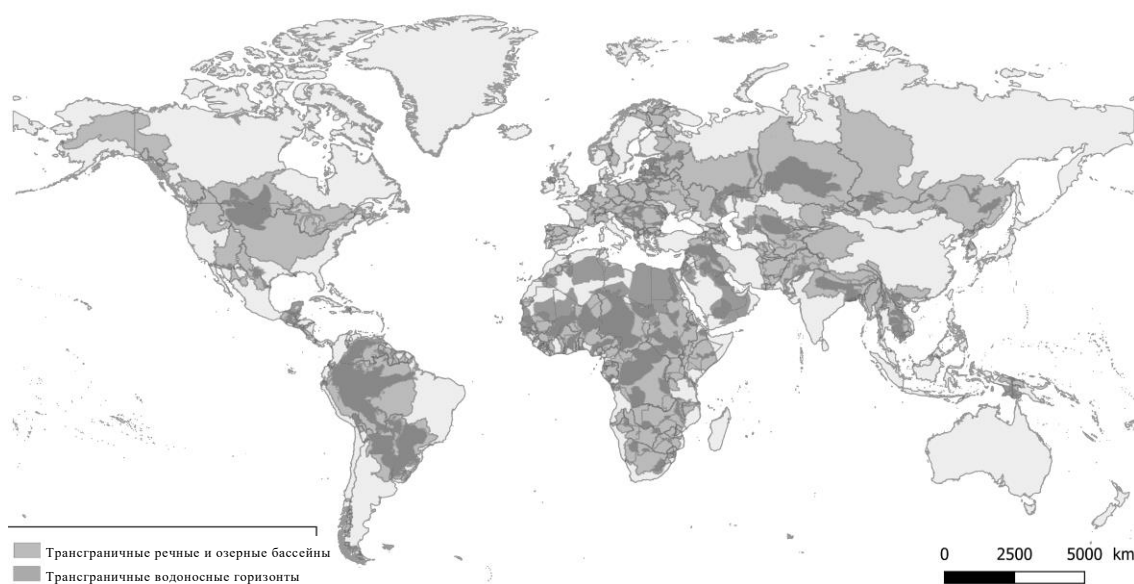 Трансграничные речные и озерные бассейны
Трансграничные водоносные горизонты
0 2500 5000 km